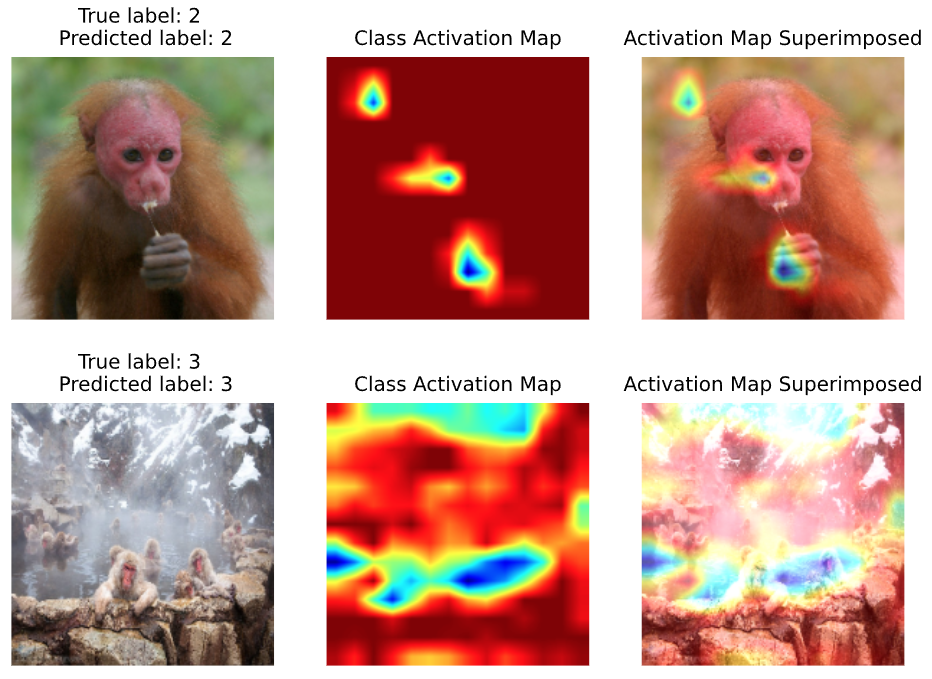 True label: 2
Predicted label: 2
Class Activation Map
Activation Map Superimposed
True label: 3
Predicted label: 3
Class Activation Map
Activation Map Superimposed